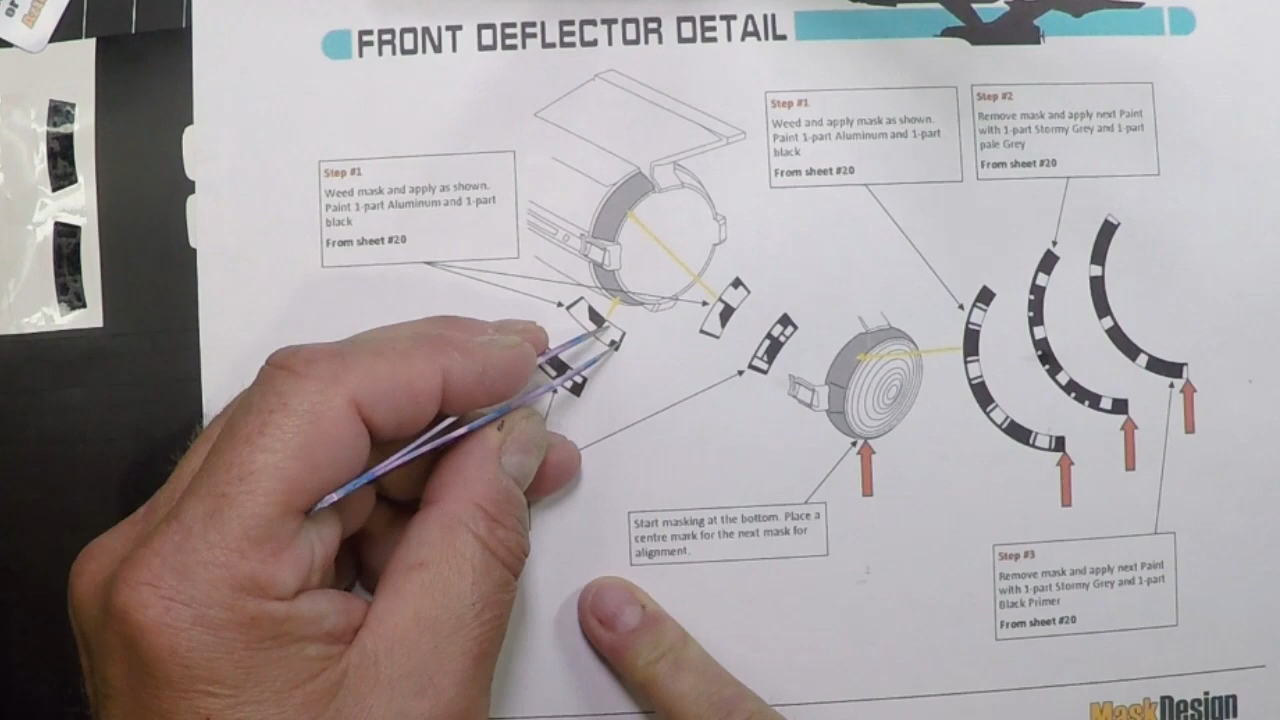 or
FRONT DEFLECTOR DETAIL
Step #1
Weed mask and apply as shown.
Paint 1-part Aluminum and 1-part
black
From sheet #20
Step #1
Weed and apply mask as shown.
Paint 1-part Aluminum and 1-part
black
From sheet #20
Step #2
Remove mask and apply next Paint
with 1-part Stormy Grey and 1-part
pale Grey
From sheet #20
Start masking at the bottom. Place a
centre mark for the next mask for
alignment.
Step #3
Remove mask and apply next Paint
with 1-part Stormy Grey and 1-part
Black Primer
From sheet #20
MaskDesign